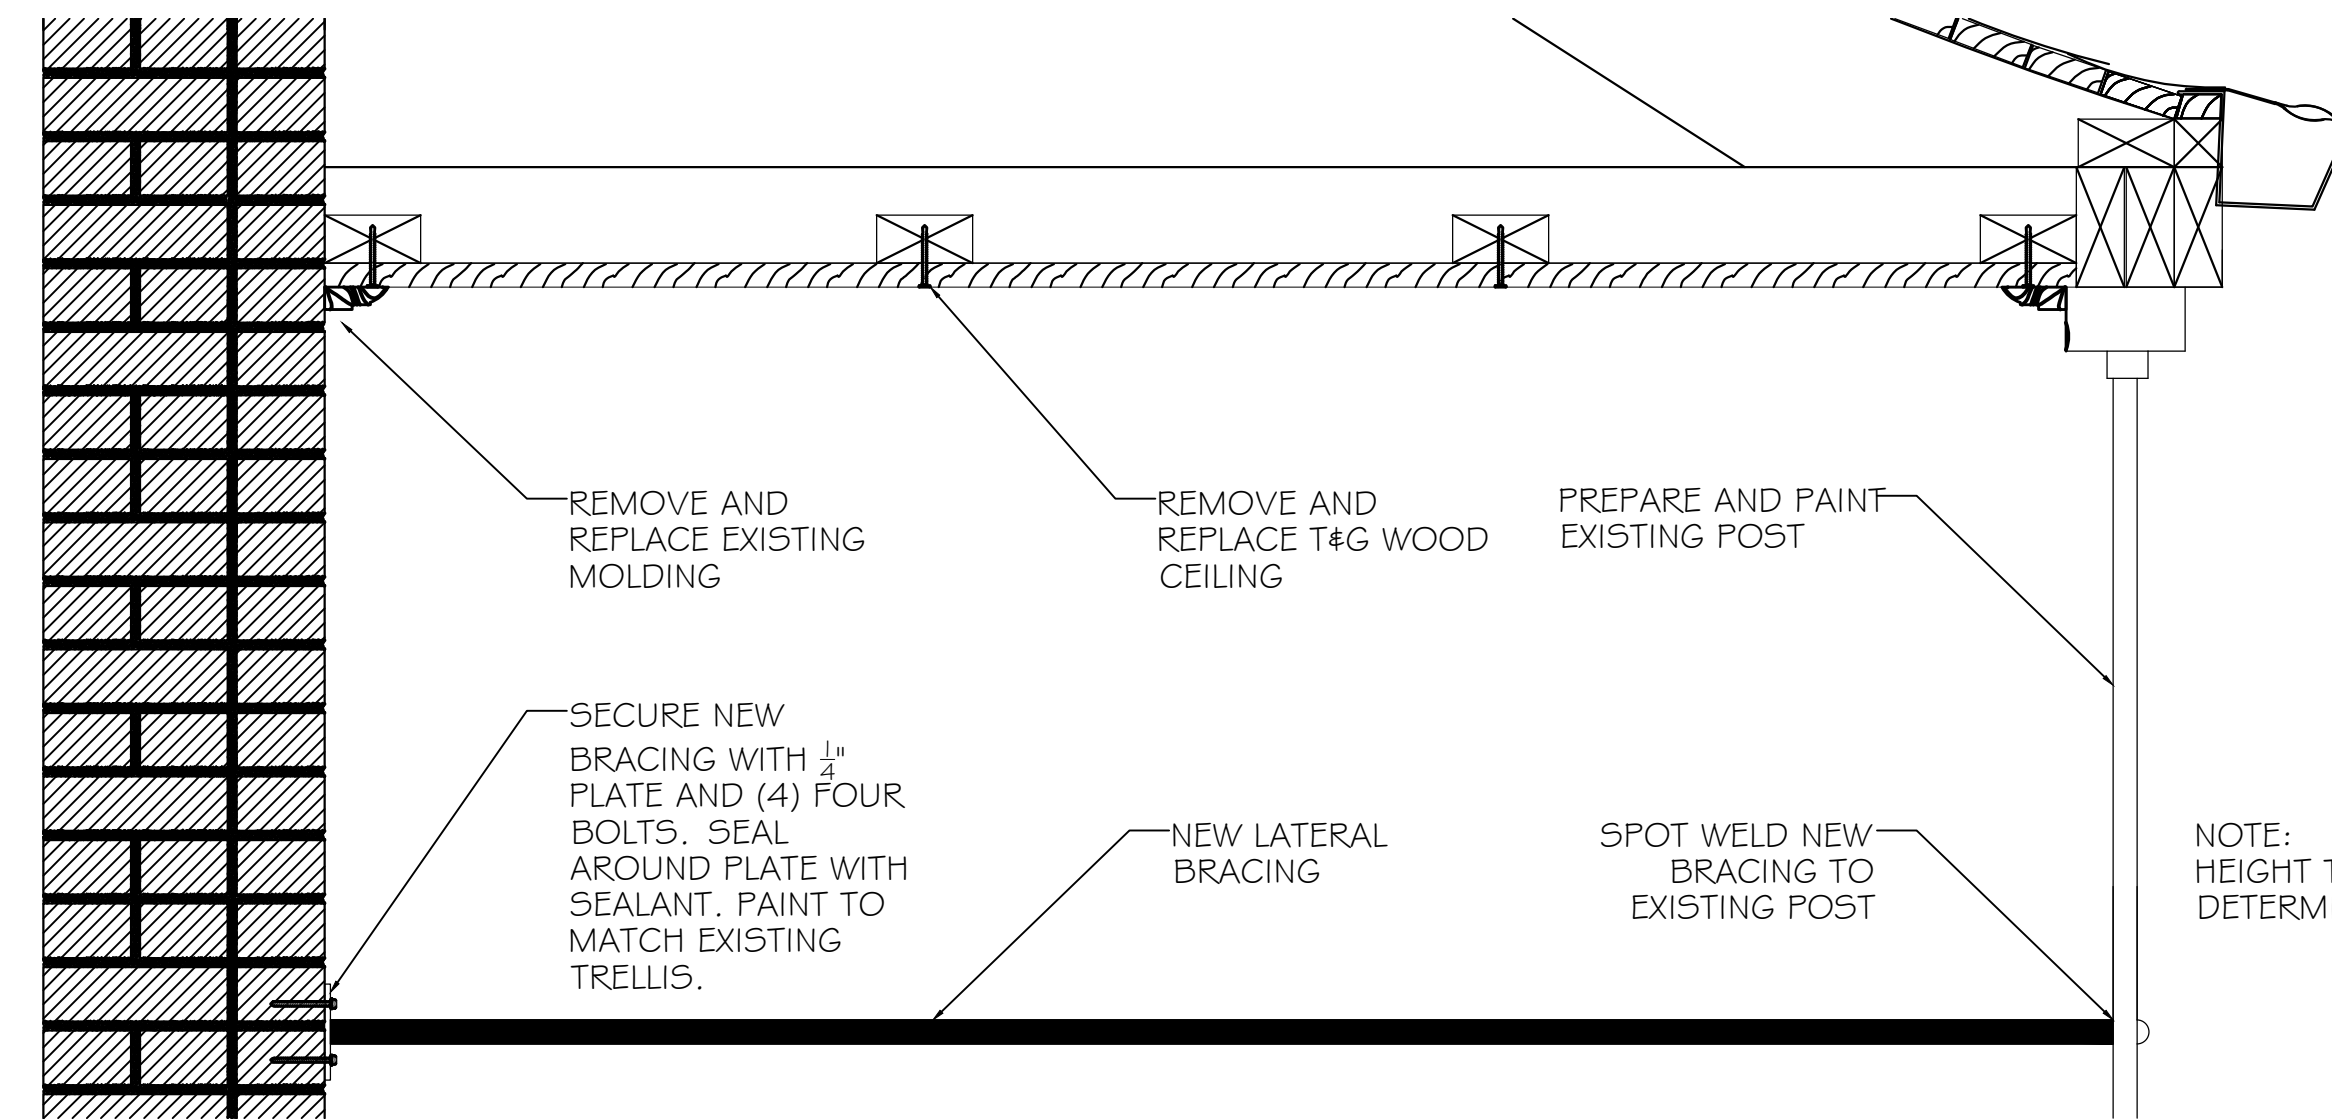 REMOVE AND
REPLACE EXISTING
MOLDING
REMOVE AND
REPLACE T&G WOOD
CEILING
PREPARE AND PAINT
EXISTING POST
SECURE NEW
BRACING WITH 1/4"
PLATE AND (4) FOUR
BOLTS. SEAL
AROUND PLATE WITH
SEALANT. PAINT TO
MATCH EXISTING
TRELLIS.
NEW LATERAL
BRACING
SPOT WELD NEW
BRACING TO
EXISTING POST
NOTE:
HEIGHT